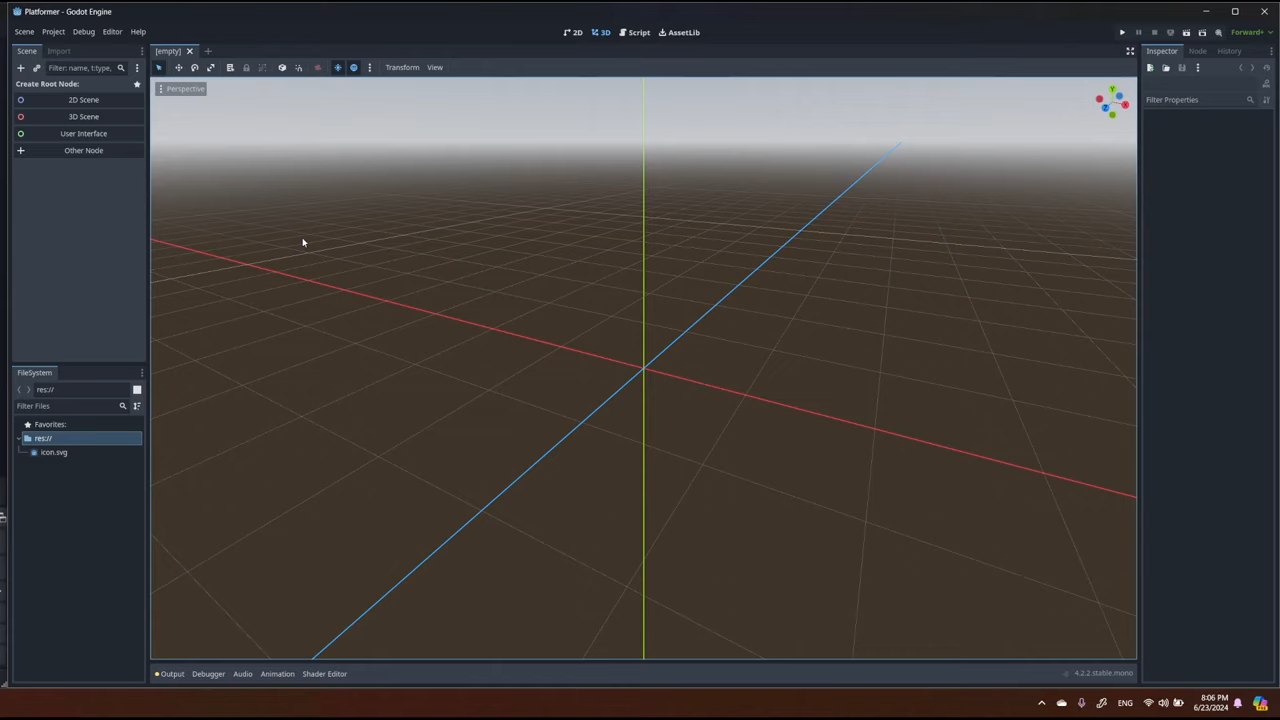 Platformer - Godot Engine
Scene Project Debug Editor Help
2D 3D Script AssetLib
Forward+
Scene Import
[empty]
Inspector Node History
Filter: name, t:type,
Transform View
Create Root Node:
Perspective
2D Scene
3D Scene
User Interface
Other Node
Filter Properties
Y
X
Z
FileSystem
res://
Filter Files
Favorites:
res://
icon.svg
Output Debugger Audio Animation Shader Editor
4.2.2.stable.mono
ENG
8:06 PM
6/23/2024